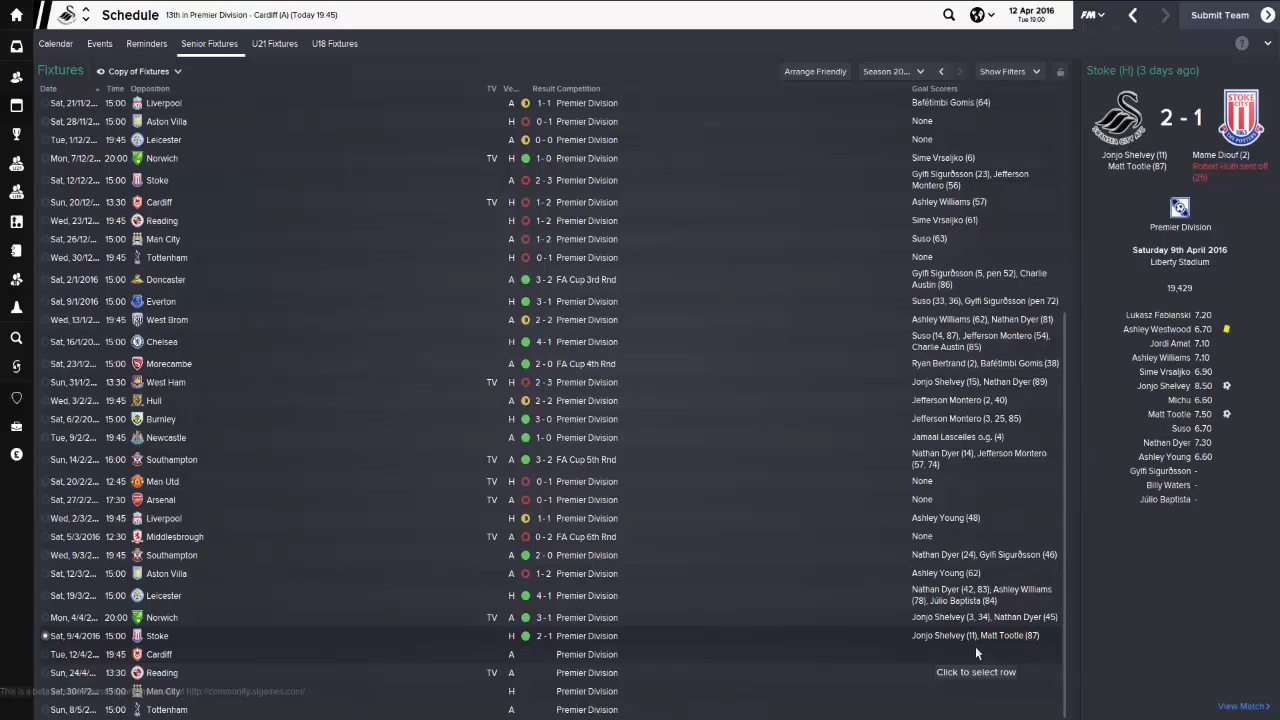 Schedule 13th in Premier Division - Cardiff (A) (Today 19.45)
12 Apr 2016
Tue 19:00
FM
Submit Team
Calendar Events Reminders Senior Fixtures U21 Fixtures U18 Fixtures
Fixtures Copy of Fixtures Arrange Friendly Season 20... Show Filters
Date Time Opposition TV Ve... Result Competition Goal Scorers
Sat, 21/11/2... 15:00 Liverpool A 1-1 Premier Division Bafétimbi Gomis (64)
Sat, 28/11/2... 15:00 Aston Villa H 0-1 Premier Division None
Tue, 1/12/2... 19:45 Leicester A 0-0 Premier Division None
Mon, 7/12/2... 20:00 Norwich TV H 1-0 Premier Division Sime Vrsaljko (6)
Sat, 12/12/2... 15:00 Stoke A 2-3 Premier Division Gylfi Sigurðsson (23), Jefferson
Montero (56)
Sun, 20/12... 13:30 Cardiff TV H 1-2 Premier Division Ashley Williams (57)
Wed, 23/12... 19:45 Reading H 1-2 Premier Division Sime Vrsaljko (61)
Sat, 26/12/... 15:00 Man City A 1-2 Premier Division Suso (63)
Wed, 30/12... 19:45 Tottenham H 0-1 Premier Division None
Sat, 2/1/2016 15:00 Doncaster A 3-2 FA Cup 3rd Rnd Gylfi Sigurðsson (5, pen 52), Charlie
Austin (86)
Sat, 9/1/2016 15:00 Everton H 3-1 Premier Division Suso (33, 36), Gylfi Sigurðsson (pen 72)
Wed, 13/1/2... 19:45 West Brom A 2-2 Premier Division Ashley Williams (62), Nathan Dyer (81)
Sat, 16/1/20... 15:00 Chelsea H 4-1 Premier Division Suso (14, 87), Jefferson Montero (54),
Charlie Austin (85)
Sat, 23/1/2... 15:00 Morecambe A 2-0 FA Cup 4th Rnd Ryan Bertrand (2), Bafétimbi Gomis (38)
Sun, 31/1/2... 13:30 West Ham TV H 2-3 Premier Division Jonjo Shelvey (15), Nathan Dyer (89)
Wed, 3/2/2... 19:45 Hull A 2-2 Premier Division Jefferson Montero (2, 40)
Sat, 6/2/20... 15:00 Burnley H 3-0 Premier Division Jefferson Montero (3, 25, 85)
Tue, 9/2/2... 19:45 Newcastle A 1-0 Premier Division Jamaal Lascelles o.g. (4)
Sun, 14/2/2... 16:00 Southampton TV A 3-2 FA Cup 5th Rnd Nathan Dyer (14), Jefferson Montero
(57, 74)
Sat, 20/2/2... 12:45 Man Utd TV H 0-1 Premier Division None
Sat, 27/2/2... 17:30 Arsenal TV A 0-1 Premier Division None
Wed, 2/3/2... 19:45 Liverpool H 1-1 Premier Division Ashley Young (48)
Sat, 5/3/2016 12:30 Middlesbrough TV A 0-2 FA Cup 6th Rnd None
Wed, 9/3/2... 19:45 Southampton A 2-0 Premier Division Nathan Dyer (24), Gylfi Sigurðsson (46)
Sat, 12/3/2... 15:00 Aston Villa A 1-2 Premier Division Ashley Young (62)
Sat, 19/3/2... 15:00 Leicester H 4-1 Premier Division Nathan Dyer (42, 83), Ashley Williams
(78), Júlio Baptista (84)
Mon, 4/4/2... 20:00 Norwich TV A 3-1 Premier Division Jonjo Shelvey (3, 34), Nathan Dyer (45)
Sat, 9/4/2016 15:00 Stoke H 2-1 Premier Division Jonjo Shelvey (11), Matt Tootle (87)
Tue, 12/4/2... 19:45 Cardiff A Premier Division
Sun, 24/4/... 13:30 Reading TV A Premier Division
Click to select row
Sat, 30/4/2... 15:00 Man City H Premier Division
Sun, 8/5/2... 15:00 Tottenham A Premier Division
This is a beta http://community.sigames.com/
Stoke (H) (3 days ago)
SWANSEA CITY AFC
STOKE CITY
1863
THE POTTERS
2 - 1
Jonjo Shelvey (11)
Matt Tootle (87)
Mame Diouf (2)
Robert Huth sent off
(25)
Premier Division
Saturday 9th April 2016
Liberty Stadium
19,429
Lukasz Fabianski 7.20
Ashley Westwood 6.70
Jordi Amat 7.10
Ashley Williams 7.10
Sime Vrsaljko 6.90
Jonjo Shelvey 8.50
Michu 6.60
Matt Tootle 7.50
Suso 6.70
Nathan Dyer 7.30
Ashley Young 6.60
Gylfi Sigurðsson -
Billy Waters -
Júlio Baptista -
View Match